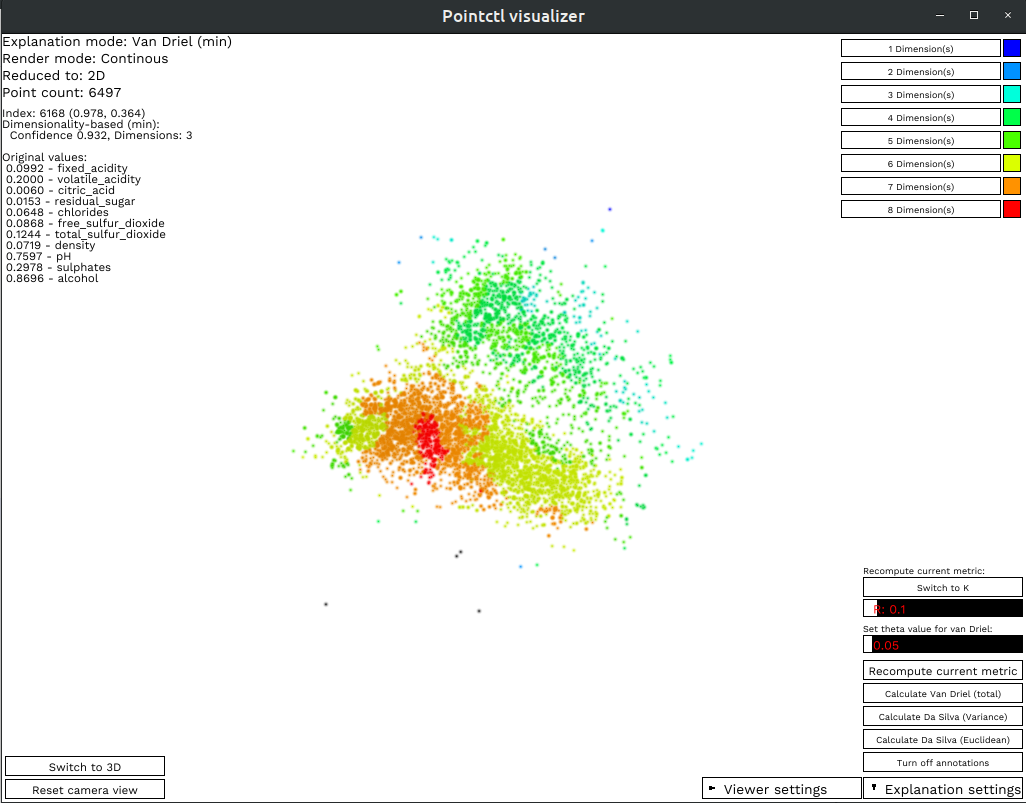 Pointctl visualizer
Explanation mode: Van Driel (min)
Render mode: Continous
Reduced to: 2D
Point count: 6497
Index: 6168 (0.978, 0.364)
Dimensionality-based (min):
Confidence 0.932, Dimensions: 3
Original values:
0.0992 - fixed_acidity
0.2000 - volatile_acidity
0.0060 - citric_acid
0.0153 - residual_sugar
0.0648 - chlorides
0.0868 - free_sulfur_dioxide
0.1244 - total_sulfur_dioxide
0.0719 - density
0.7597 - pH
0.2978 - sulphates
0.8696 - alcohol
1 Dimension(s)
2 Dimension(s)
3 Dimension(s)
4 Dimension(s)
5 Dimension(s)
6 Dimension(s)
7 Dimension(s)
8 Dimension(s)
Recompute current metric:
Switch to K
R: 0.1
Set theta value for van Driel:
0.05
Recompute current metric
Calculate Van Driel (total)
Calculate Da Silva (Variance)
Calculate Da Silva (Euclidean)
Turn off annotations
Switch to 3D
Reset camera view
Viewer settings
Explanation settings